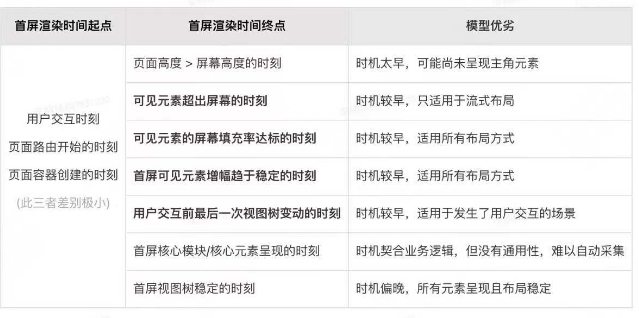 首屏渲染时间起点 首屏渲染时间终点 模型优劣
页面高度 > 屏幕高度的时刻 时机太早，可能尚未呈现主角元素
可见元素超出屏幕的时刻 时机较早，只适用于流式布局
用户交互时刻
可见元素的屏幕填充率达标的时刻 时机较早，适用所有布局方式
页面路由开始的时刻
首屏可见元素增幅趋于稳定的时刻 时机较早，适用所有布局方式
页面容器创建的时刻
(此三者差别极小)
用户交互前最后一次视图树变动的时刻 时机较早，适用于发生了用户交互的场景
首屏核心模块/核心元素呈现的时刻 时机契合业务逻辑，但没有通用性，难以自动采集
首屏视图树稳定的时刻 时机偏晚，所有元素呈现且布局稳定